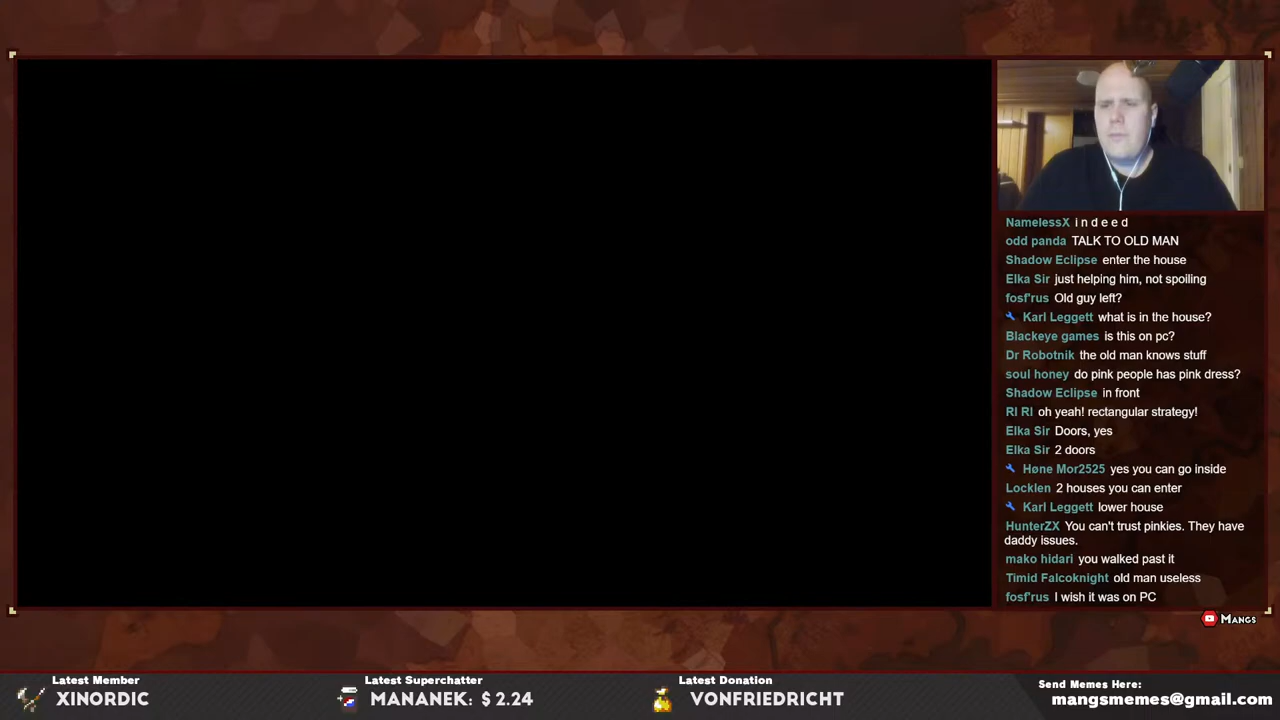 NamelessX i n d e e d
odd panda TALK TO OLD MAN
Shadow Eclipse enter the house
Elka Sir just helping him, not spoiling
fosf'rus Old guy left?
Karl Leggett what is in the house?
Blackeye games is this on pc?
Dr Robotnik the old man knows stuff
soul honey do pink people has pink dress?
Shadow Eclipse in front
RI RI oh yeah! rectangular strategy!
Elka Sir Doors, yes
Elka Sir 2 doors
Høne Mor2525 yes you can go inside
Locklen 2 houses you can enter
Karl Leggett lower house
HunterZX You can't trust pinkies. They have
daddy issues.
mako hidari you walked past it
Timid Falcoknight old man useless
fosf'rus I wish it was on PC
Mangs
Latest Member
XINORDIC
Latest Superchatter
MANANEK: $ 2.24
Latest Donation
VONFRIEDRICHT
Send Memes Here:
mangsmemes@gmail.com